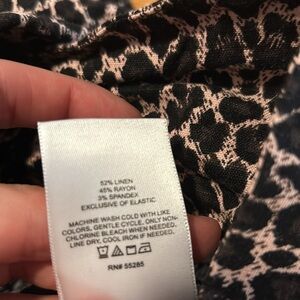 52% LINEN
45% RAYON
3% SPANDEX
EXCLUSIVE OF ELASTIC
MACHINE WASH COLD WITH LIKE
COLORS, GENTLE CYCLE, ONLY NON-
CHLORINE BLEACH WHEN NEEDED.
LINE DRY, COOL IRON IF NEEDED.
RN# 55285